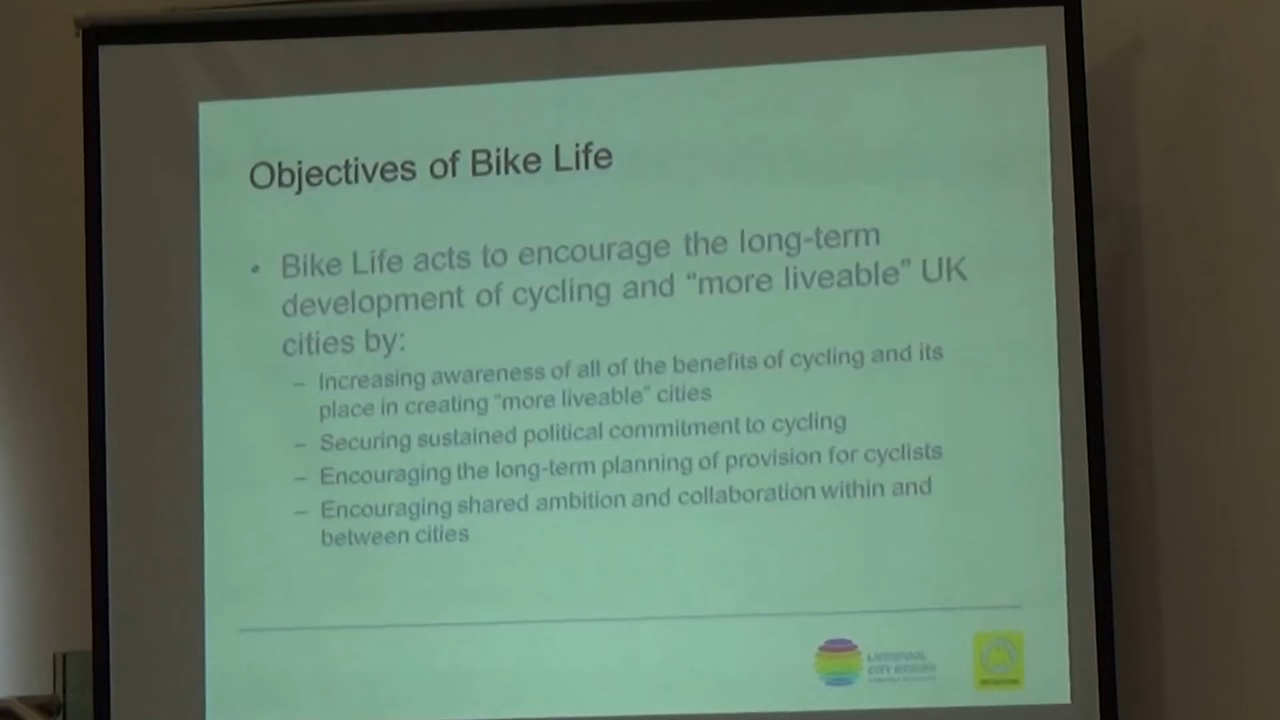 Objectives of Bike Life
• Bike Life acts to encourage the long-term
development of cycling and “more liveable” UK
cities by:
– Increasing awareness of all of the benefits of cycling and its
place in creating “more liveable” cities
– Securing sustained political commitment to cycling
– Encouraging the long-term planning of provision for cyclists
– Encouraging shared ambition and collaboration within and
between cities
LIVERPOOL
CITY REGION